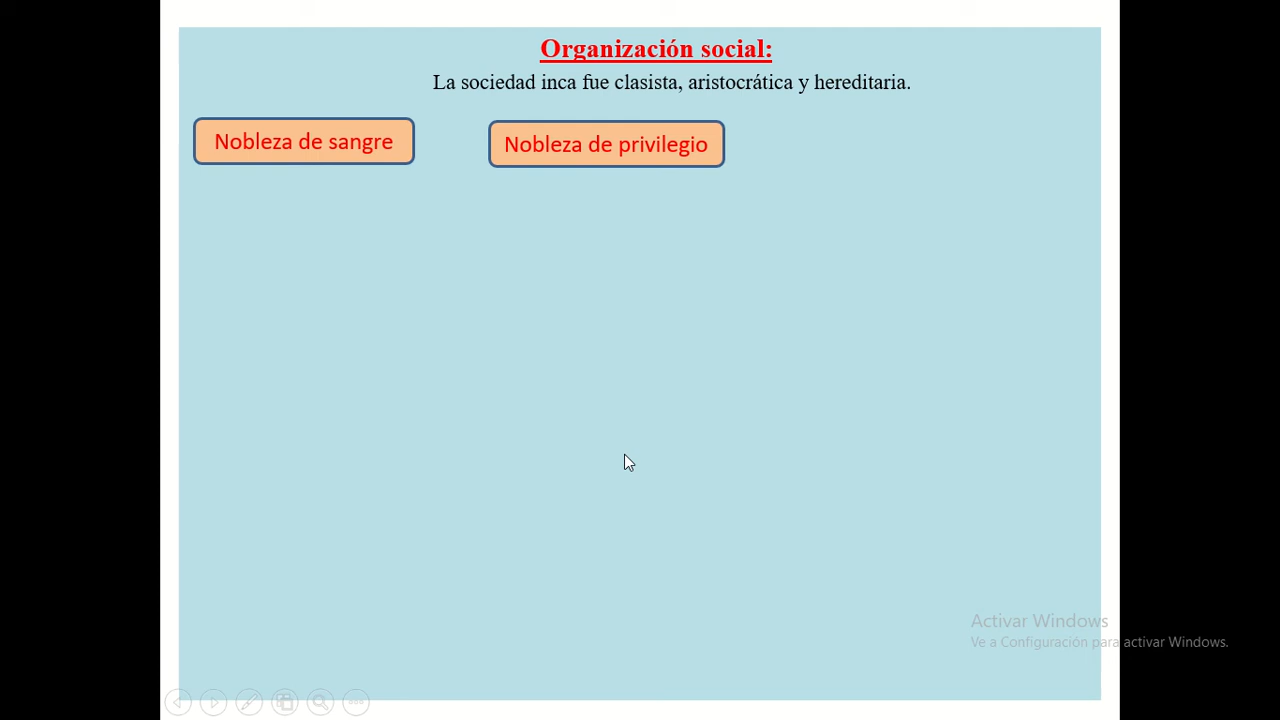 Organización social:
La sociedad inca fue clasista, aristocrática y hereditaria.
Nobleza de sangre
Nobleza de privilegio
Activar Windows
Ve a Configuración para activar Windows.